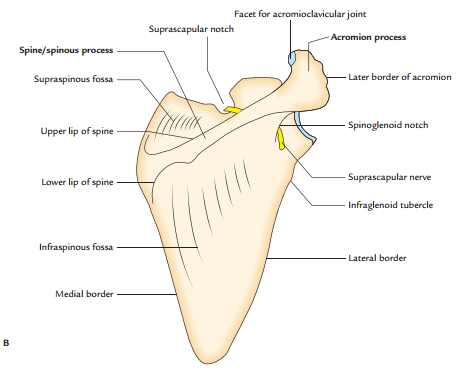 Facet for acromioclavicular joint
Suprascapular notch
Acromion process
Spine/spinous process
Supraspinous fossa
Later border of acromion
Upper lip of spine
Spinoglenoid notch
Lower lip of spine
Suprascapular nerve
Infraglenoid tubercle
Infraspinous fossa
Lateral border
Medial border
B